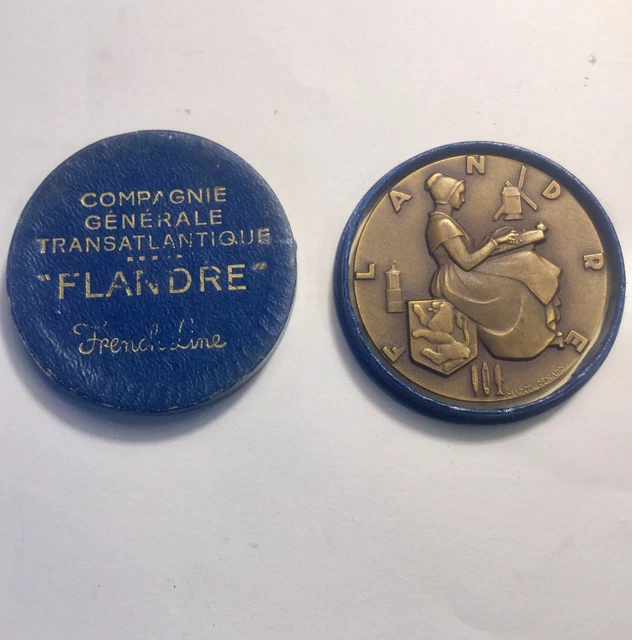 COMPAGNIE
GÉNÉRALE
TRANSATLANTIQUE
"FLANDRE"
French Line
FLANDRE